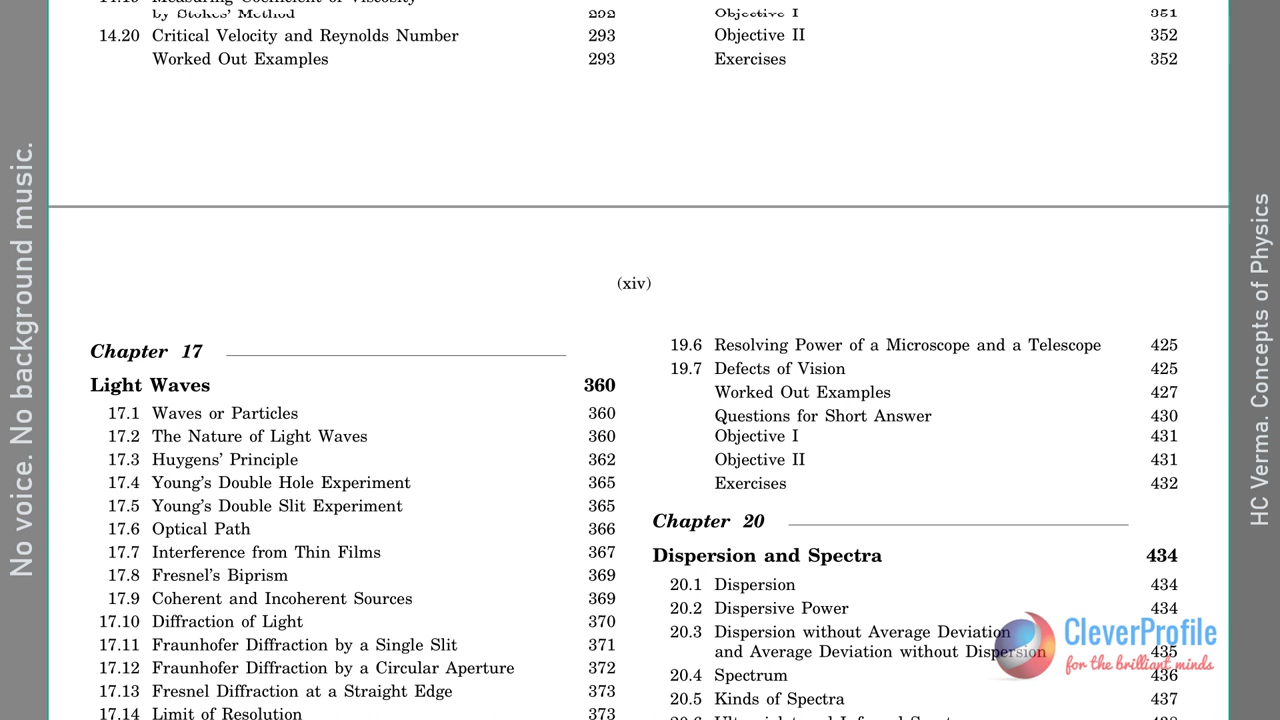 14.19 Measuring Coefficient of Viscosity
by Stokes' Method 292
14.20 Critical Velocity and Reynolds Number 293
Worked Out Examples 293
Objective I 351
Objective II 352
Exercises 352
(xiv)
Chapter 17
Light Waves 360
17.1 Waves or Particles 360
17.2 The Nature of Light Waves 360
17.3 Huygens' Principle 362
17.4 Young's Double Hole Experiment 365
17.5 Young's Double Slit Experiment 365
17.6 Optical Path 366
17.7 Interference from Thin Films 367
17.8 Fresnel's Biprism 369
17.9 Coherent and Incoherent Sources 369
17.10 Diffraction of Light 370
17.11 Fraunhofer Diffraction by a Single Slit 371
17.12 Fraunhofer Diffraction by a Circular Aperture 372
17.13 Fresnel Diffraction at a Straight Edge 373
17.14 Limit of Resolution 373
19.6 Resolving Power of a Microscope and a Telescope 425
19.7 Defects of Vision 425
Worked Out Examples 427
Questions for Short Answer 430
Objective I 431
Objective II 431
Exercises 432
Chapter 20
Dispersion and Spectra 434
20.1 Dispersion 434
20.2 Dispersive Power 434
20.3 Dispersion without Average Deviation
and Average Deviation without Dispersion 435
20.4 Spectrum 436
20.5 Kinds of Spectra 437
No voice. No background music.
HC Verma. Concepts of Physics
CleverProfile
for the brilliant minds